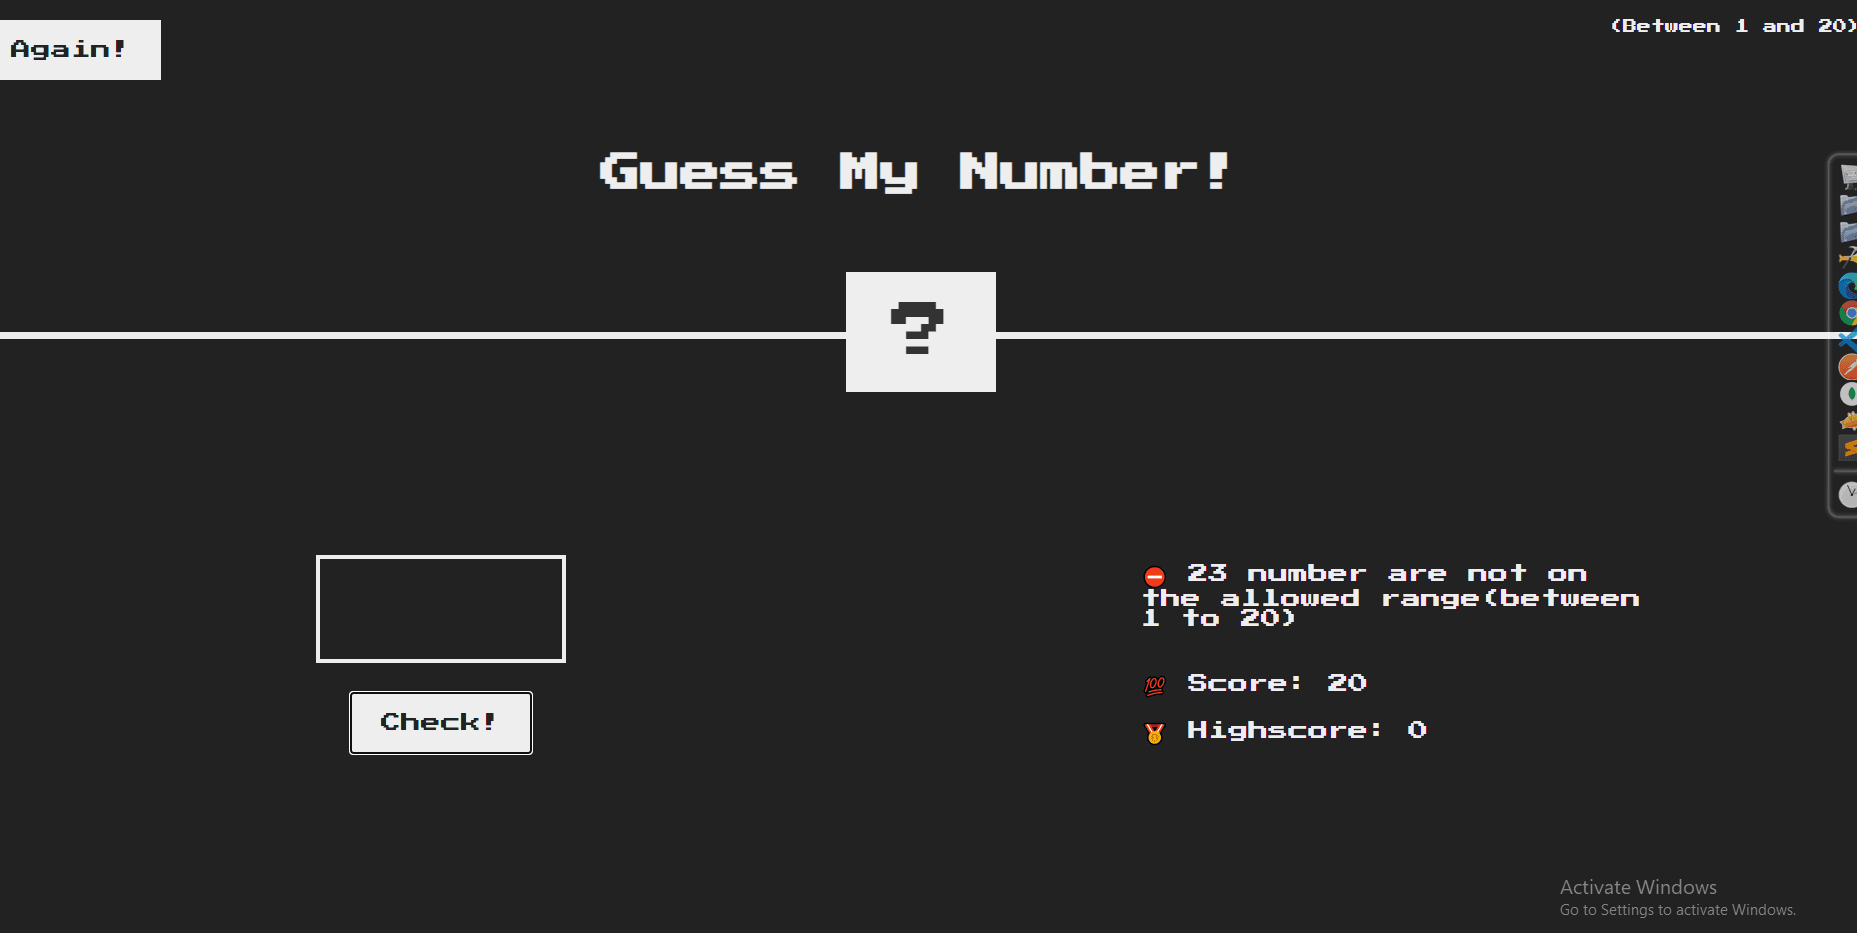 Again!
(Between 1 and 20)
Guess My Number!
?
⛔ 23 number are not on
the allowed range(between
1 to 20)
Check!
💯 Score: 20
🥇 Highscore: 0
Activate Windows
Go to Settings to activate Windows.